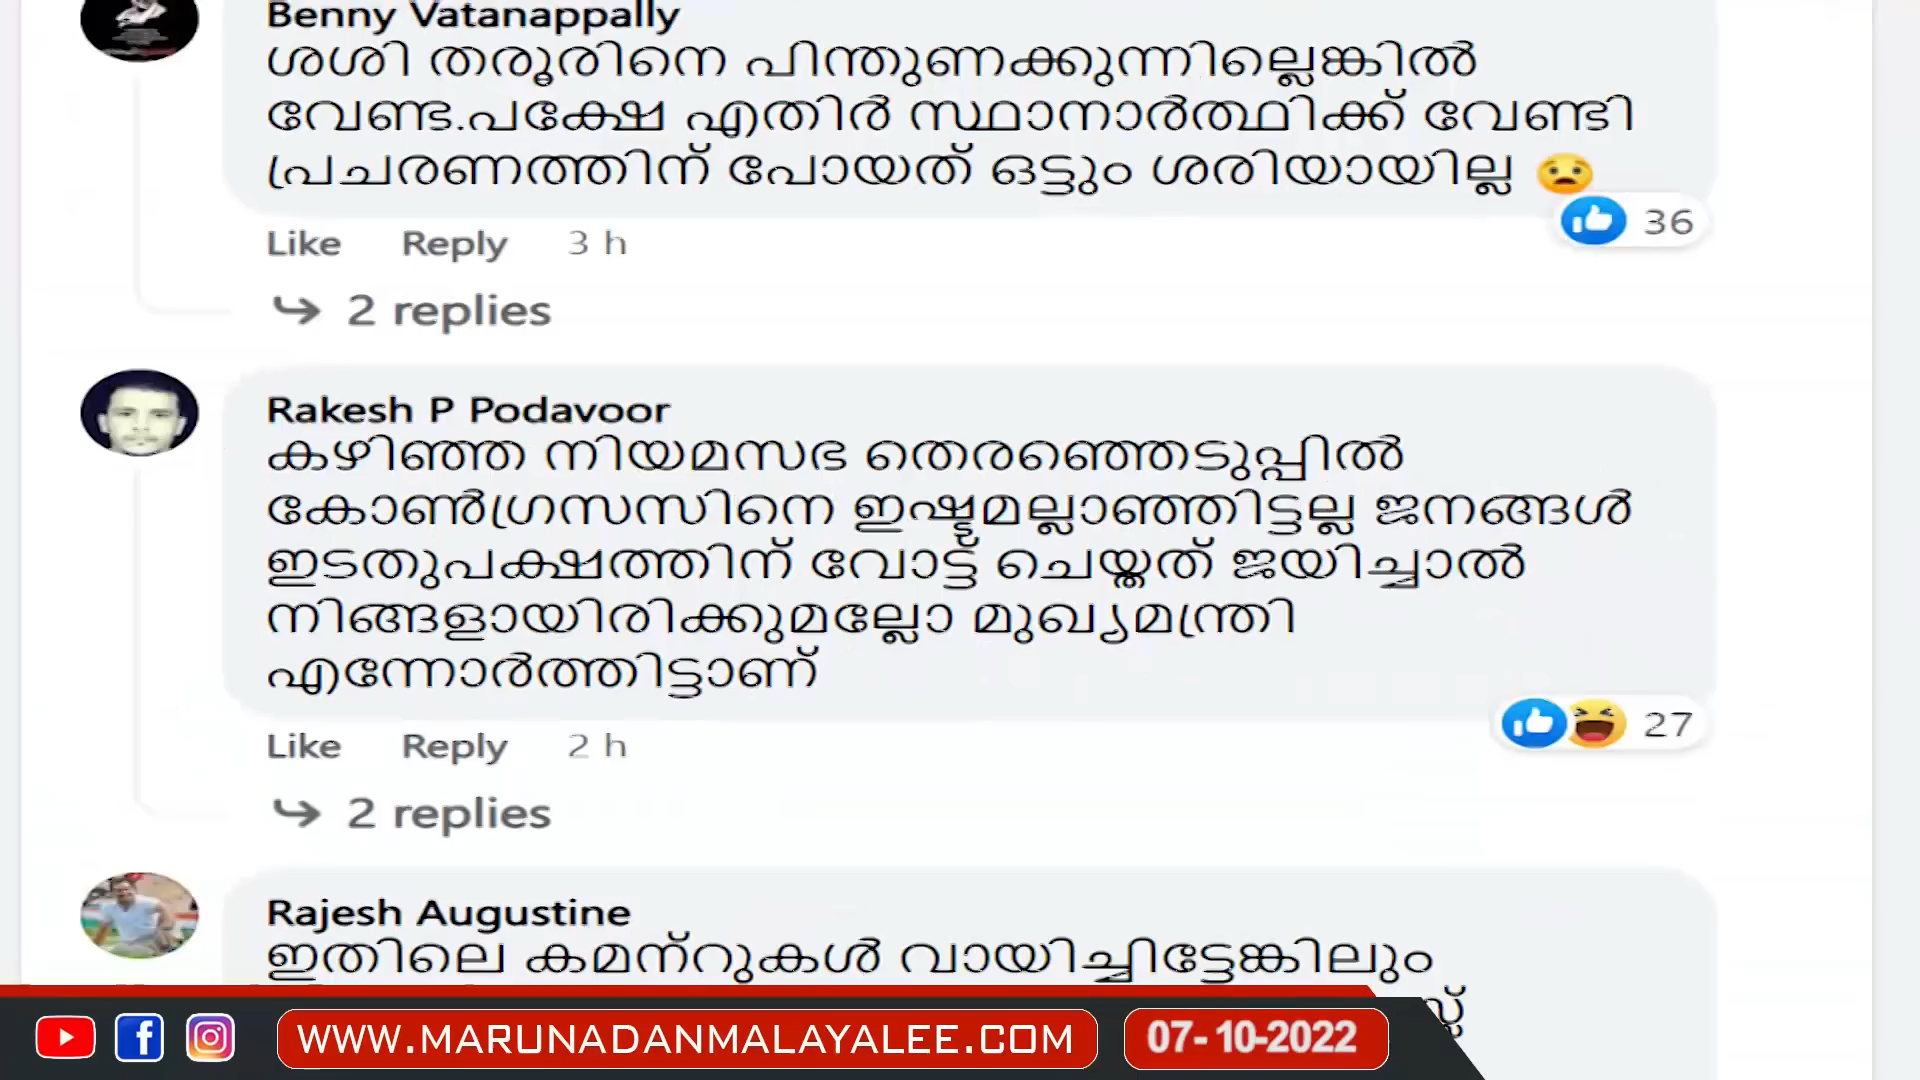 Benny Vatanappally
ശശി തരൂരിനെ പിന്തുണക്കുന്നില്ലെങ്കിൽ
വേണ്ട.പക്ഷേ എതിർ സ്ഥാനാർത്ഥിക്ക് വേണ്ടി
പ്രചരണത്തിന് പോയത് ഒട്ടും ശരിയായില്ല 😧
36
Like Reply 3 h
2 replies
Rakesh P Podavoor
കഴിഞ്ഞ നിയമസഭ തെരഞ്ഞെടുപ്പിൽ
കോൺഗ്രസസിനെ ഇഷ്ടമല്ലാഞ്ഞിട്ടല്ല ജനങ്ങൾ
ഇടതുപക്ഷത്തിന് വോട്ട് ചെയ്തത് ജയിച്ചാൽ
നിങ്ങളായിരിക്കുമല്ലോ മുഖ്യമന്ത്രി
എന്നോർത്തിട്ടാണ്
27
Like Reply 2 h
2 replies
Rajesh Augustine
ഇതിലെ കമന്റുകൾ വായിച്ചിട്ടേങ്കിലും
WWW.MARUNADANMALAYALEE.COM 07-10-2022